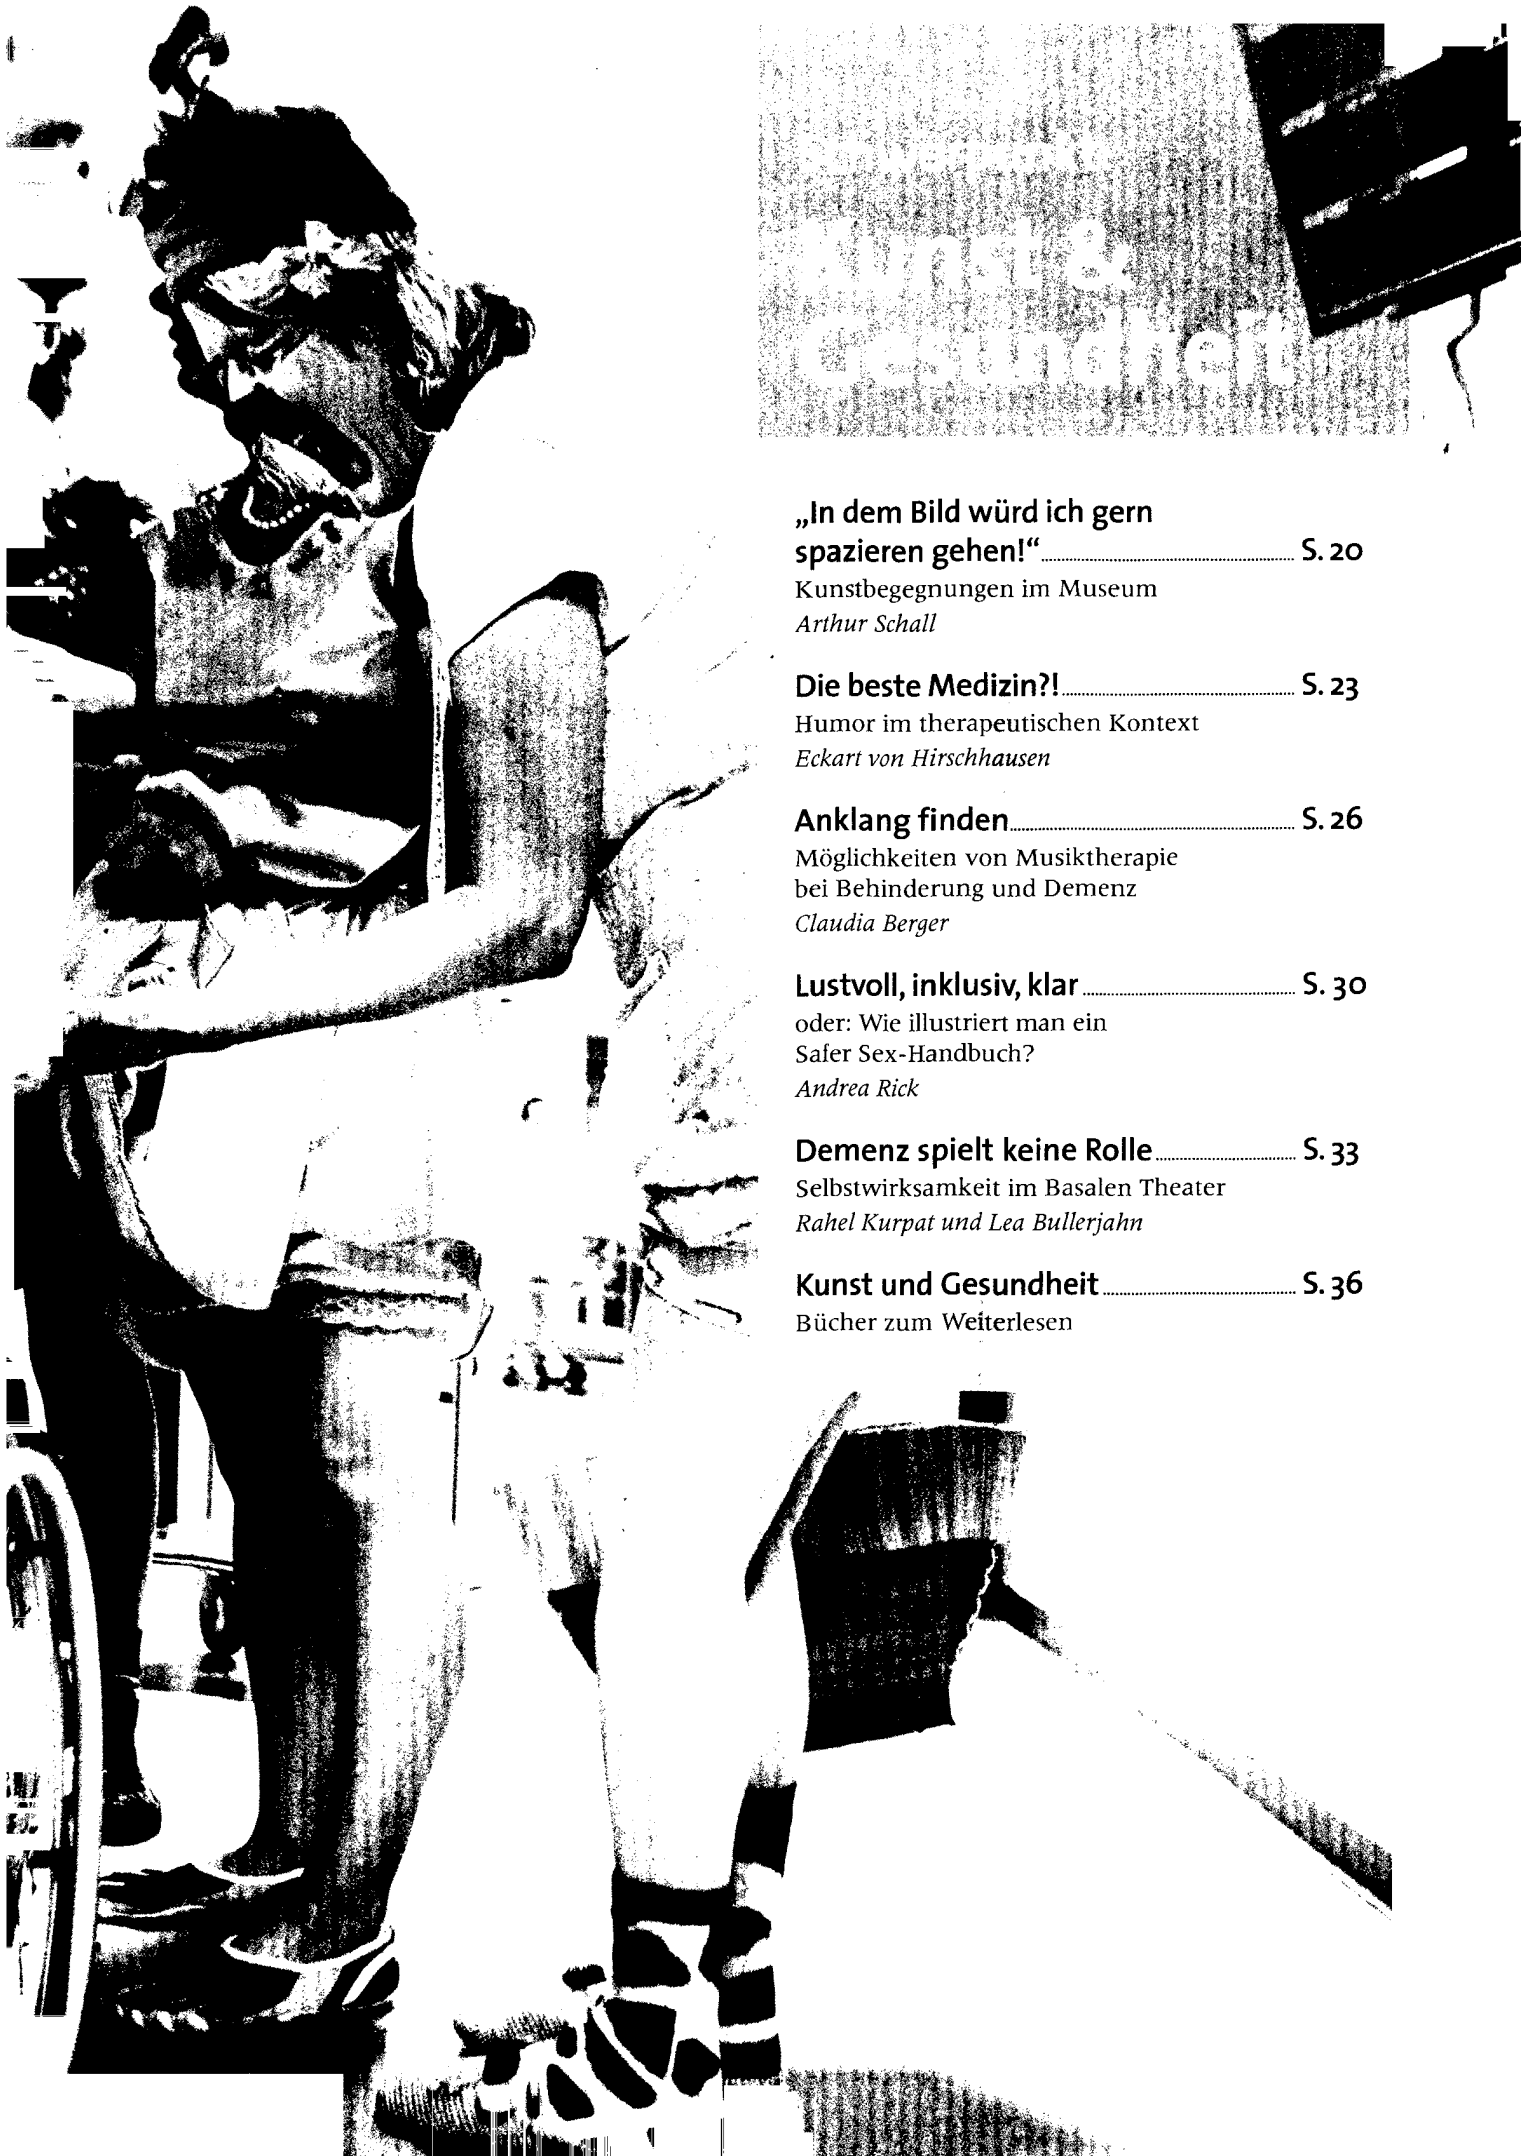 Schwerpunkt
Kunst &
Gesundheit
„In dem Bild würd ich gern
spazieren gehen!“ S. 20
Kunstbegegnungen im Museum
Arthur Schall
Die beste Medizin?! S. 23
Humor im therapeutischen Kontext
Eckart von Hirschhausen
Anklang finden S. 26
Möglichkeiten von Musiktherapie
bei Behinderung und Demenz
Claudia Berger
Lustvoll, inklusiv, klar S. 30
oder: Wie illustriert man ein
Safer Sex-Handbuch?
Andrea Rick
Demenz spielt keine Rolle S. 33
Selbstwirksamkeit im Basalen Theater
Rahel Kurpat und Lea Bullerjahn
Kunst und Gesundheit S. 36
Bücher zum Weiterlesen